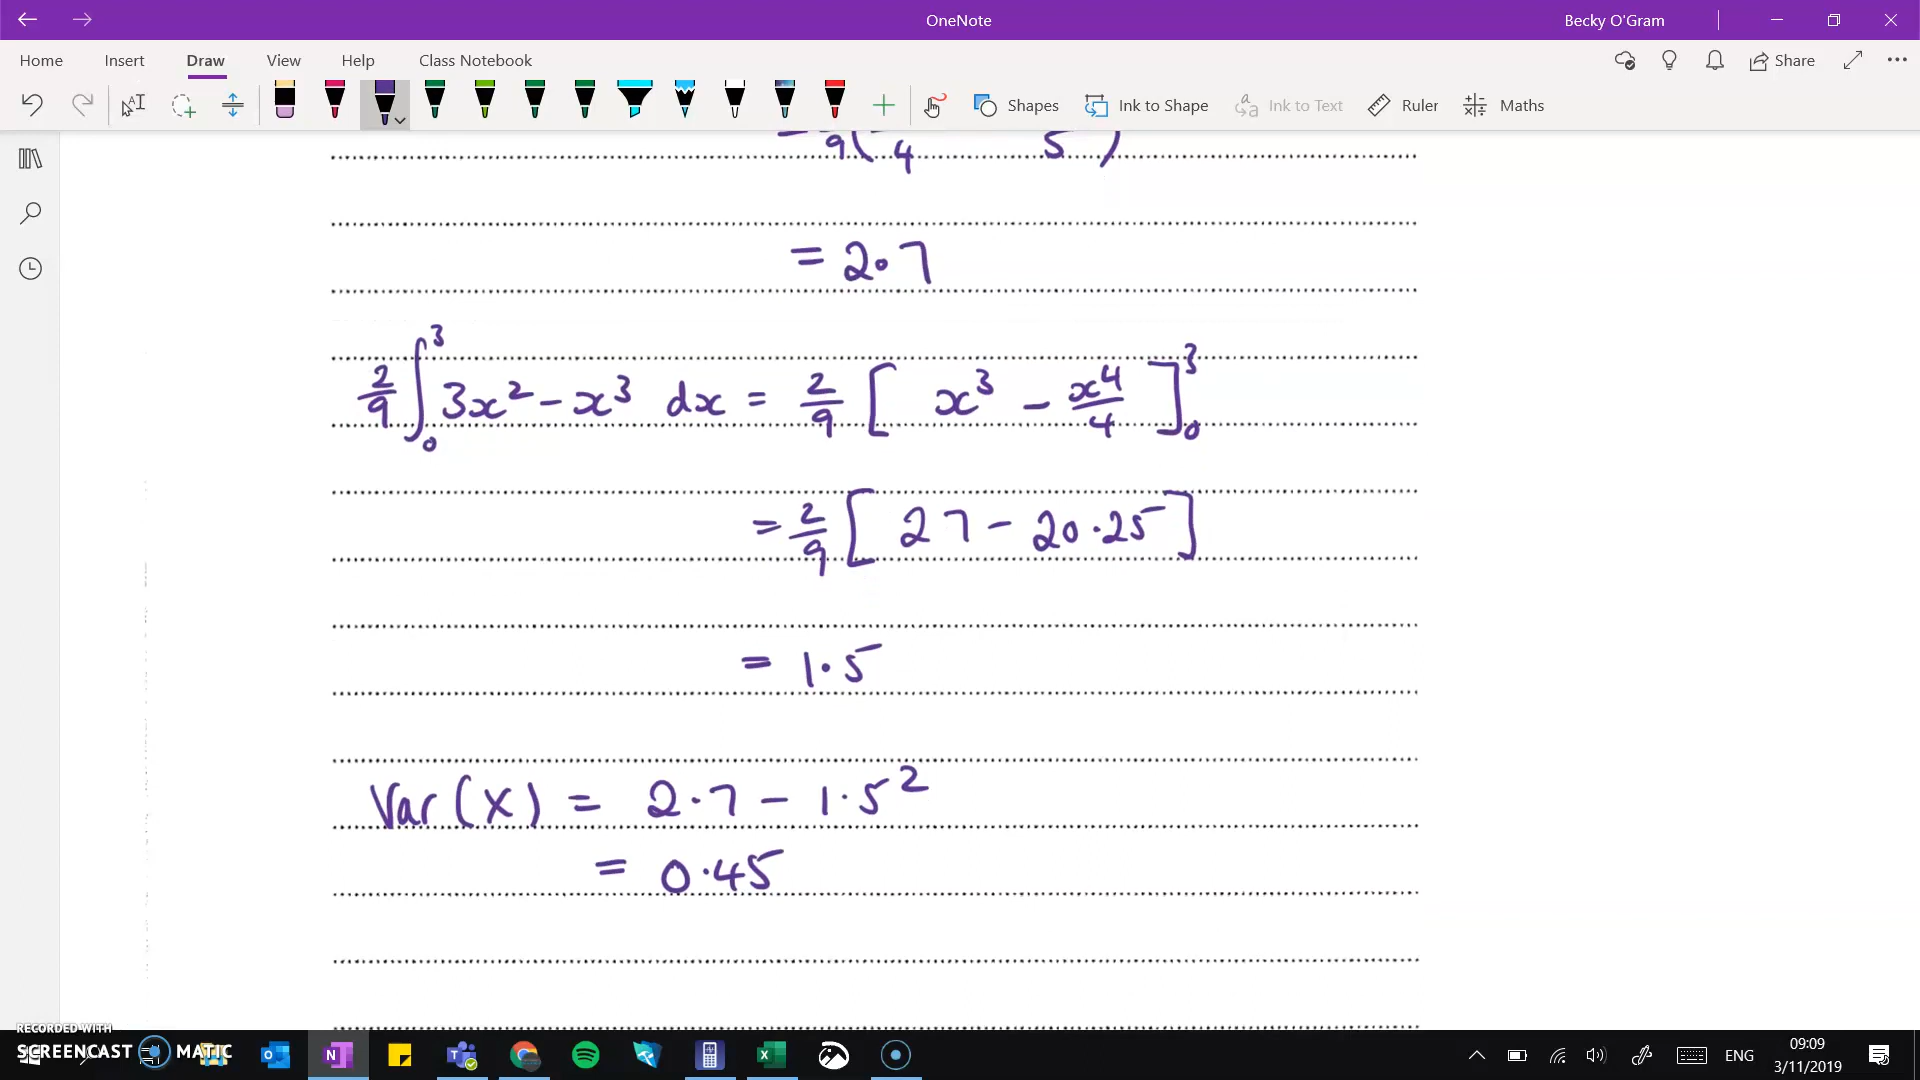 OneNote
Becky O'Gram
Home Insert Draw View Help Class Notebook
Share
Shapes Ink to Shape Ink to Text Ruler Maths
9( 4 5 )
= 2.7
2/9 ∫₀³ 3x² - x³ dx = 2/9 [ x³ - x⁴/4 ]₀³
= 2/9 [ 27 - 20.25 ]
= 1.5
Var(X) = 2.7 - 1.5²
= 0.45
RECORDED WITH
SCREENCAST MATIC
ENG
09:09
3/11/2019